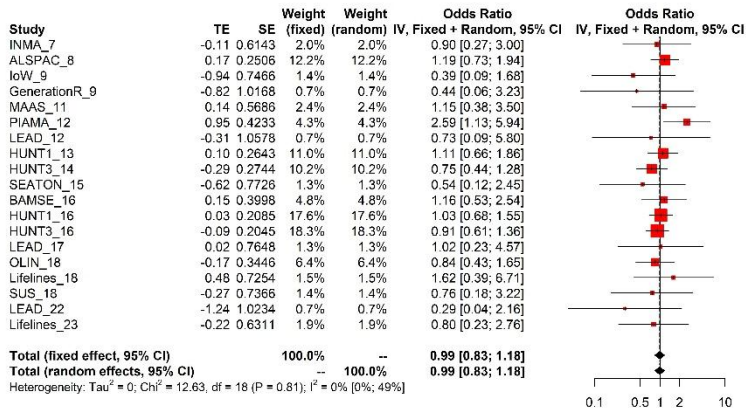 Weight Weight Odds Ratio Odds Ratio
Study TE SE (fixed) (random) IV, Fixed + Random, 95% CI IV, Fixed + Random, 95% CI
INMA_7 -0.11 0.6143 2.0% 2.0% 0.90 [0.27; 3.00]
ALSPAC_8 0.17 0.2506 12.2% 12.2% 1.19 [0.73; 1.94]
IoW_9 -0.94 0.7466 1.4% 1.4% 0.39 [0.09; 1.68]
GenerationR_9 -0.82 1.0168 0.7% 0.7% 0.44 [0.06; 3.23]
MAAS_11 0.14 0.5686 2.4% 2.4% 1.15 [0.38; 3.50]
PIAMA_12 0.95 0.4233 4.3% 4.3% 2.59 [1.13; 5.94]
LEAD_12 -0.31 1.0578 0.7% 0.7% 0.73 [0.09; 5.80]
HUNT1_13 0.10 0.2643 11.0% 11.0% 1.11 [0.66; 1.86]
HUNT3_14 -0.29 0.2744 10.2% 10.2% 0.75 [0.44; 1.28]
SEATON_15 -0.62 0.7726 1.3% 1.3% 0.54 [0.12; 2.45]
BAMSE_16 0.15 0.3998 4.8% 4.8% 1.16 [0.53; 2.54]
HUNT1_16 0.03 0.2085 17.6% 17.6% 1.03 [0.68; 1.55]
HUNT3_16 -0.09 0.2045 18.3% 18.3% 0.91 [0.61; 1.36]
LEAD_17 0.02 0.7648 1.3% 1.3% 1.02 [0.23; 4.57]
OLIN_18 -0.17 0.3446 6.4% 6.4% 0.84 [0.43; 1.65]
Lifelines_18 0.48 0.7254 1.5% 1.5% 1.62 [0.39; 6.71]
SUS_18 -0.27 0.7366 1.4% 1.4% 0.76 [0.18; 3.22]
LEAD_22 -1.24 1.0234 0.7% 0.7% 0.29 [0.04; 2.16]
Lifelines_23 -0.22 0.6311 1.9% 1.9% 0.80 [0.23; 2.76]
Total (fixed effect, 95% CI) 100.0% -- 0.99 [0.83; 1.18]
Total (random effects, 95% CI) -- 100.0% 0.99 [0.83; 1.18]
Heterogeneity: Tau² = 0; Chi² = 12.63, df = 18 (P = 0.81); I² = 0% [0%; 49%]
0.1 0.5 1 2 10